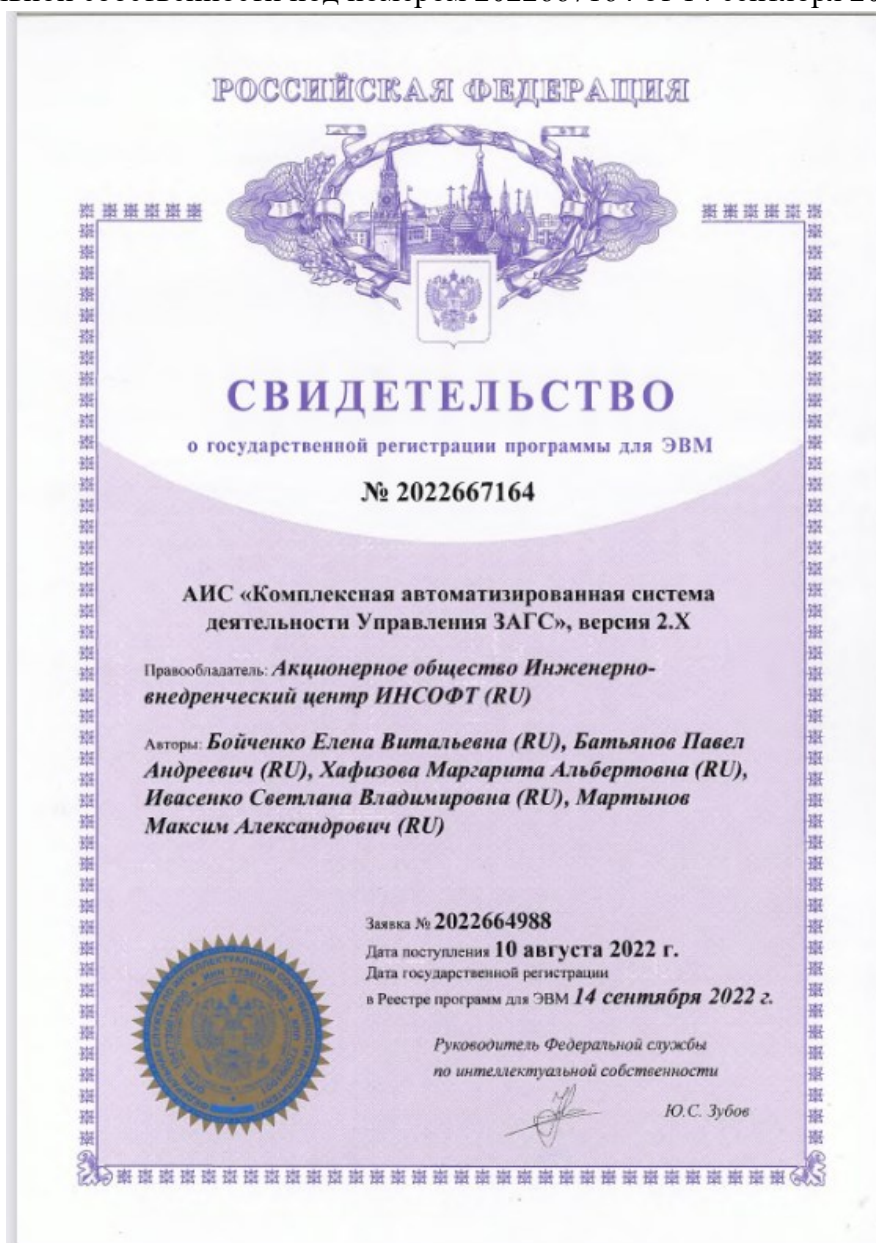 РОССИЙСКАЯ ФЕДЕРАЦИЯ
СВИДЕТЕЛЬСТВО
о государственной регистрации программы для ЭВМ
№ 2022667164
АИС «Комплексная автоматизированная система
деятельности Управления ЗАГС», версия 2.X
Правообладатель: Акционерное общество Инженерно-
внедренческий центр ИНСОФТ (RU)
Авторы: Бойченко Елена Витальевна (RU), Батьянов Павел
Андреевич (RU), Хафизова Маргарита Альбертовна (RU),
Ивасенко Светлана Владимировна (RU), Мартынов
Максим Александрович (RU)
Заявка № 2022664988
Дата поступления 10 августа 2022 г.
Дата государственной регистрации
в Реестре программ для ЭВМ 14 сентября 2022 г.
Руководитель Федеральной службы
по интеллектуальной собственности
Ю.С. Зубов